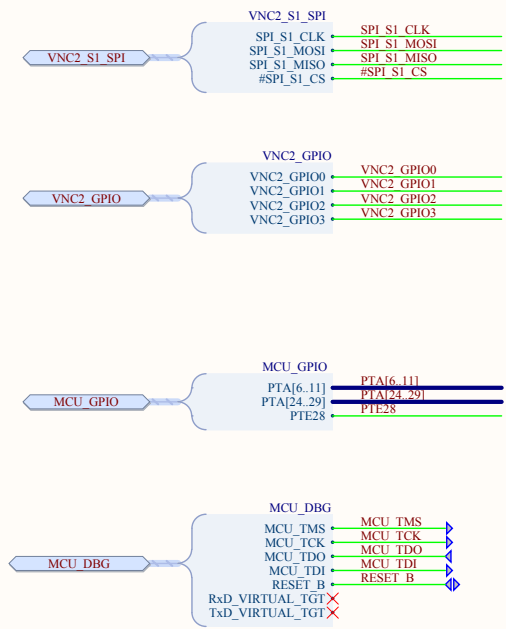 VNC2_S1_SPI
SPI_S1_CLK SPI_S1_CLK
SPI_S1_MOSI SPI_S1_MOSI
VNC2_S1_SPI SPI_S1_MISO SPI_S1_MISO
#SPI_S1_CS #SPI_S1_CS
VNC2_GPIO
VNC2_GPIO0 VNC2_GPIO0
VNC2_GPIO1 VNC2_GPIO1
VNC2_GPIO VNC2_GPIO2 VNC2_GPIO2
VNC2_GPIO3 VNC2_GPIO3
MCU_GPIO
PTA[6..11] PTA[6..11]
MCU_GPIO PTA[24..29] PTA[24..29]
PTE28 PTE28
MCU_DBG
MCU_TMS MCU_TMS
MCU_TCK MCU_TCK
MCU_TDO MCU_TDO
MCU_DBG MCU_TDI MCU_TDI
RESET_B RESET_B
RxD_VIRTUAL_TGT
TxD_VIRTUAL_TGT